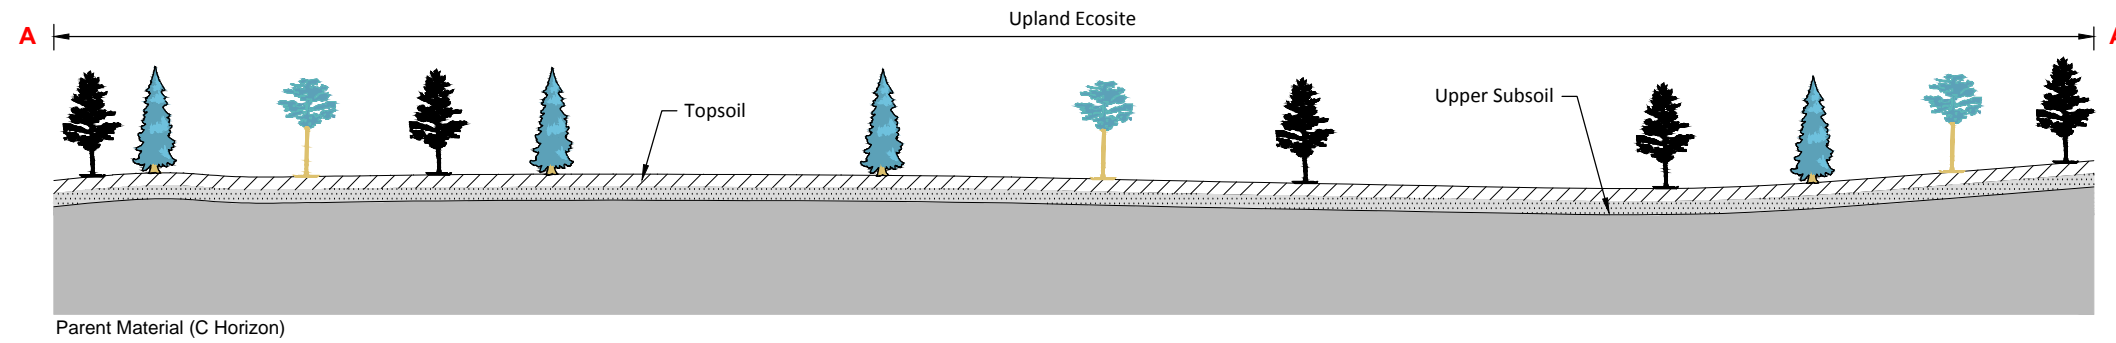 Upland Ecosite
A
A
Topsoil
Upper Subsoil
Parent Material (C Horizon)